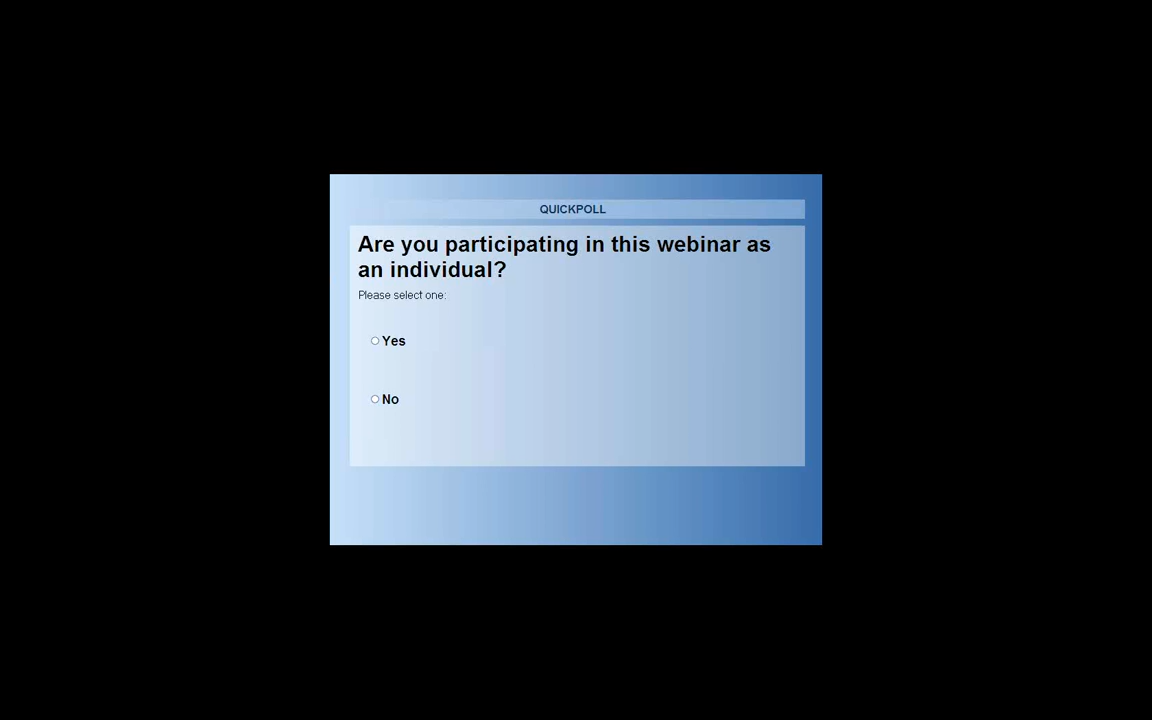 QUICKPOLL
Are you participating in this webinar as
an individual?
Please select one:
Yes
No